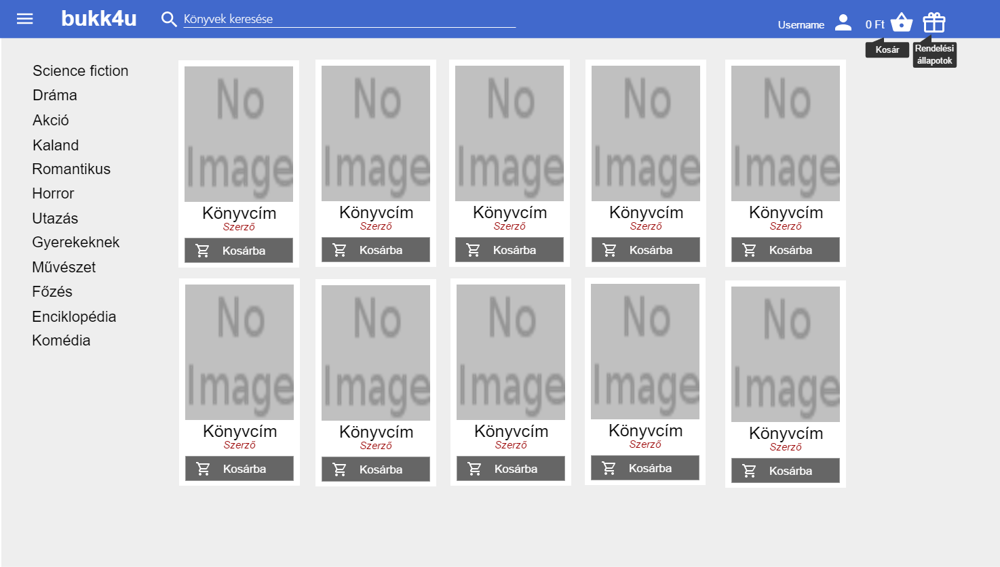 bukk4u
Könyvek keresése
Username
0 Ft
Kosár
Rendelési
állapotok
Science fiction
Dráma
Akció
Kaland
Romantikus
Horror
Utazás
Gyerekeknek
Művészet
Főzés
Enciklopédia
Komédia
No
Image
Könyvcím
Szerző
Kosárba
No
Image
Könyvcím
Szerző
Kosárba
No
Image
Könyvcím
Szerző
Kosárba
No
Image
Könyvcím
Szerző
Kosárba
No
Image
Könyvcím
Szerző
Kosárba
No
Image
Könyvcím
Szerző
Kosárba
No
Image
Könyvcím
Szerző
Kosárba
No
Image
Könyvcím
Szerző
Kosárba
No
Image
Könyvcím
Szerző
Kosárba
No
Image
Könyvcím
Szerző
Kosárba